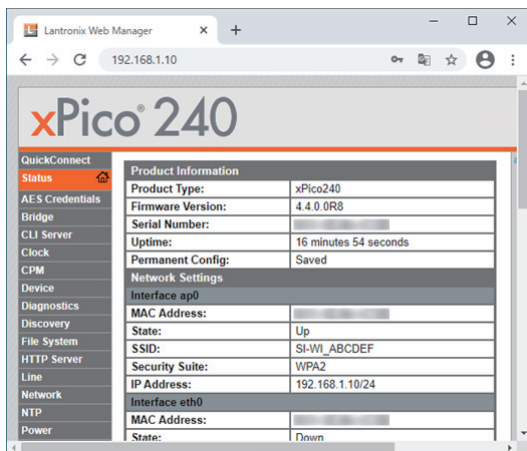 Lantronix Web Manager
192.168.1.10
xPico® 240
QuickConnect
Status
AES Credentials
Bridge
CLI Server
Clock
CPM
Device
Diagnostics
Discovery
File System
HTTP Server
Line
Network
NTP
Power
Product Information
Product Type: xPico240
Firmware Version: 4.4.0.0R8
Serial Number:
Uptime: 16 minutes 54 seconds
Permanent Config: Saved
Network Settings
Interface ap0
MAC Address:
State: Up
SSID: SI-WI_ABCDEF
Security Suite: WPA2
IP Address: 192.168.1.10/24
Interface eth0
MAC Address:
State: Down